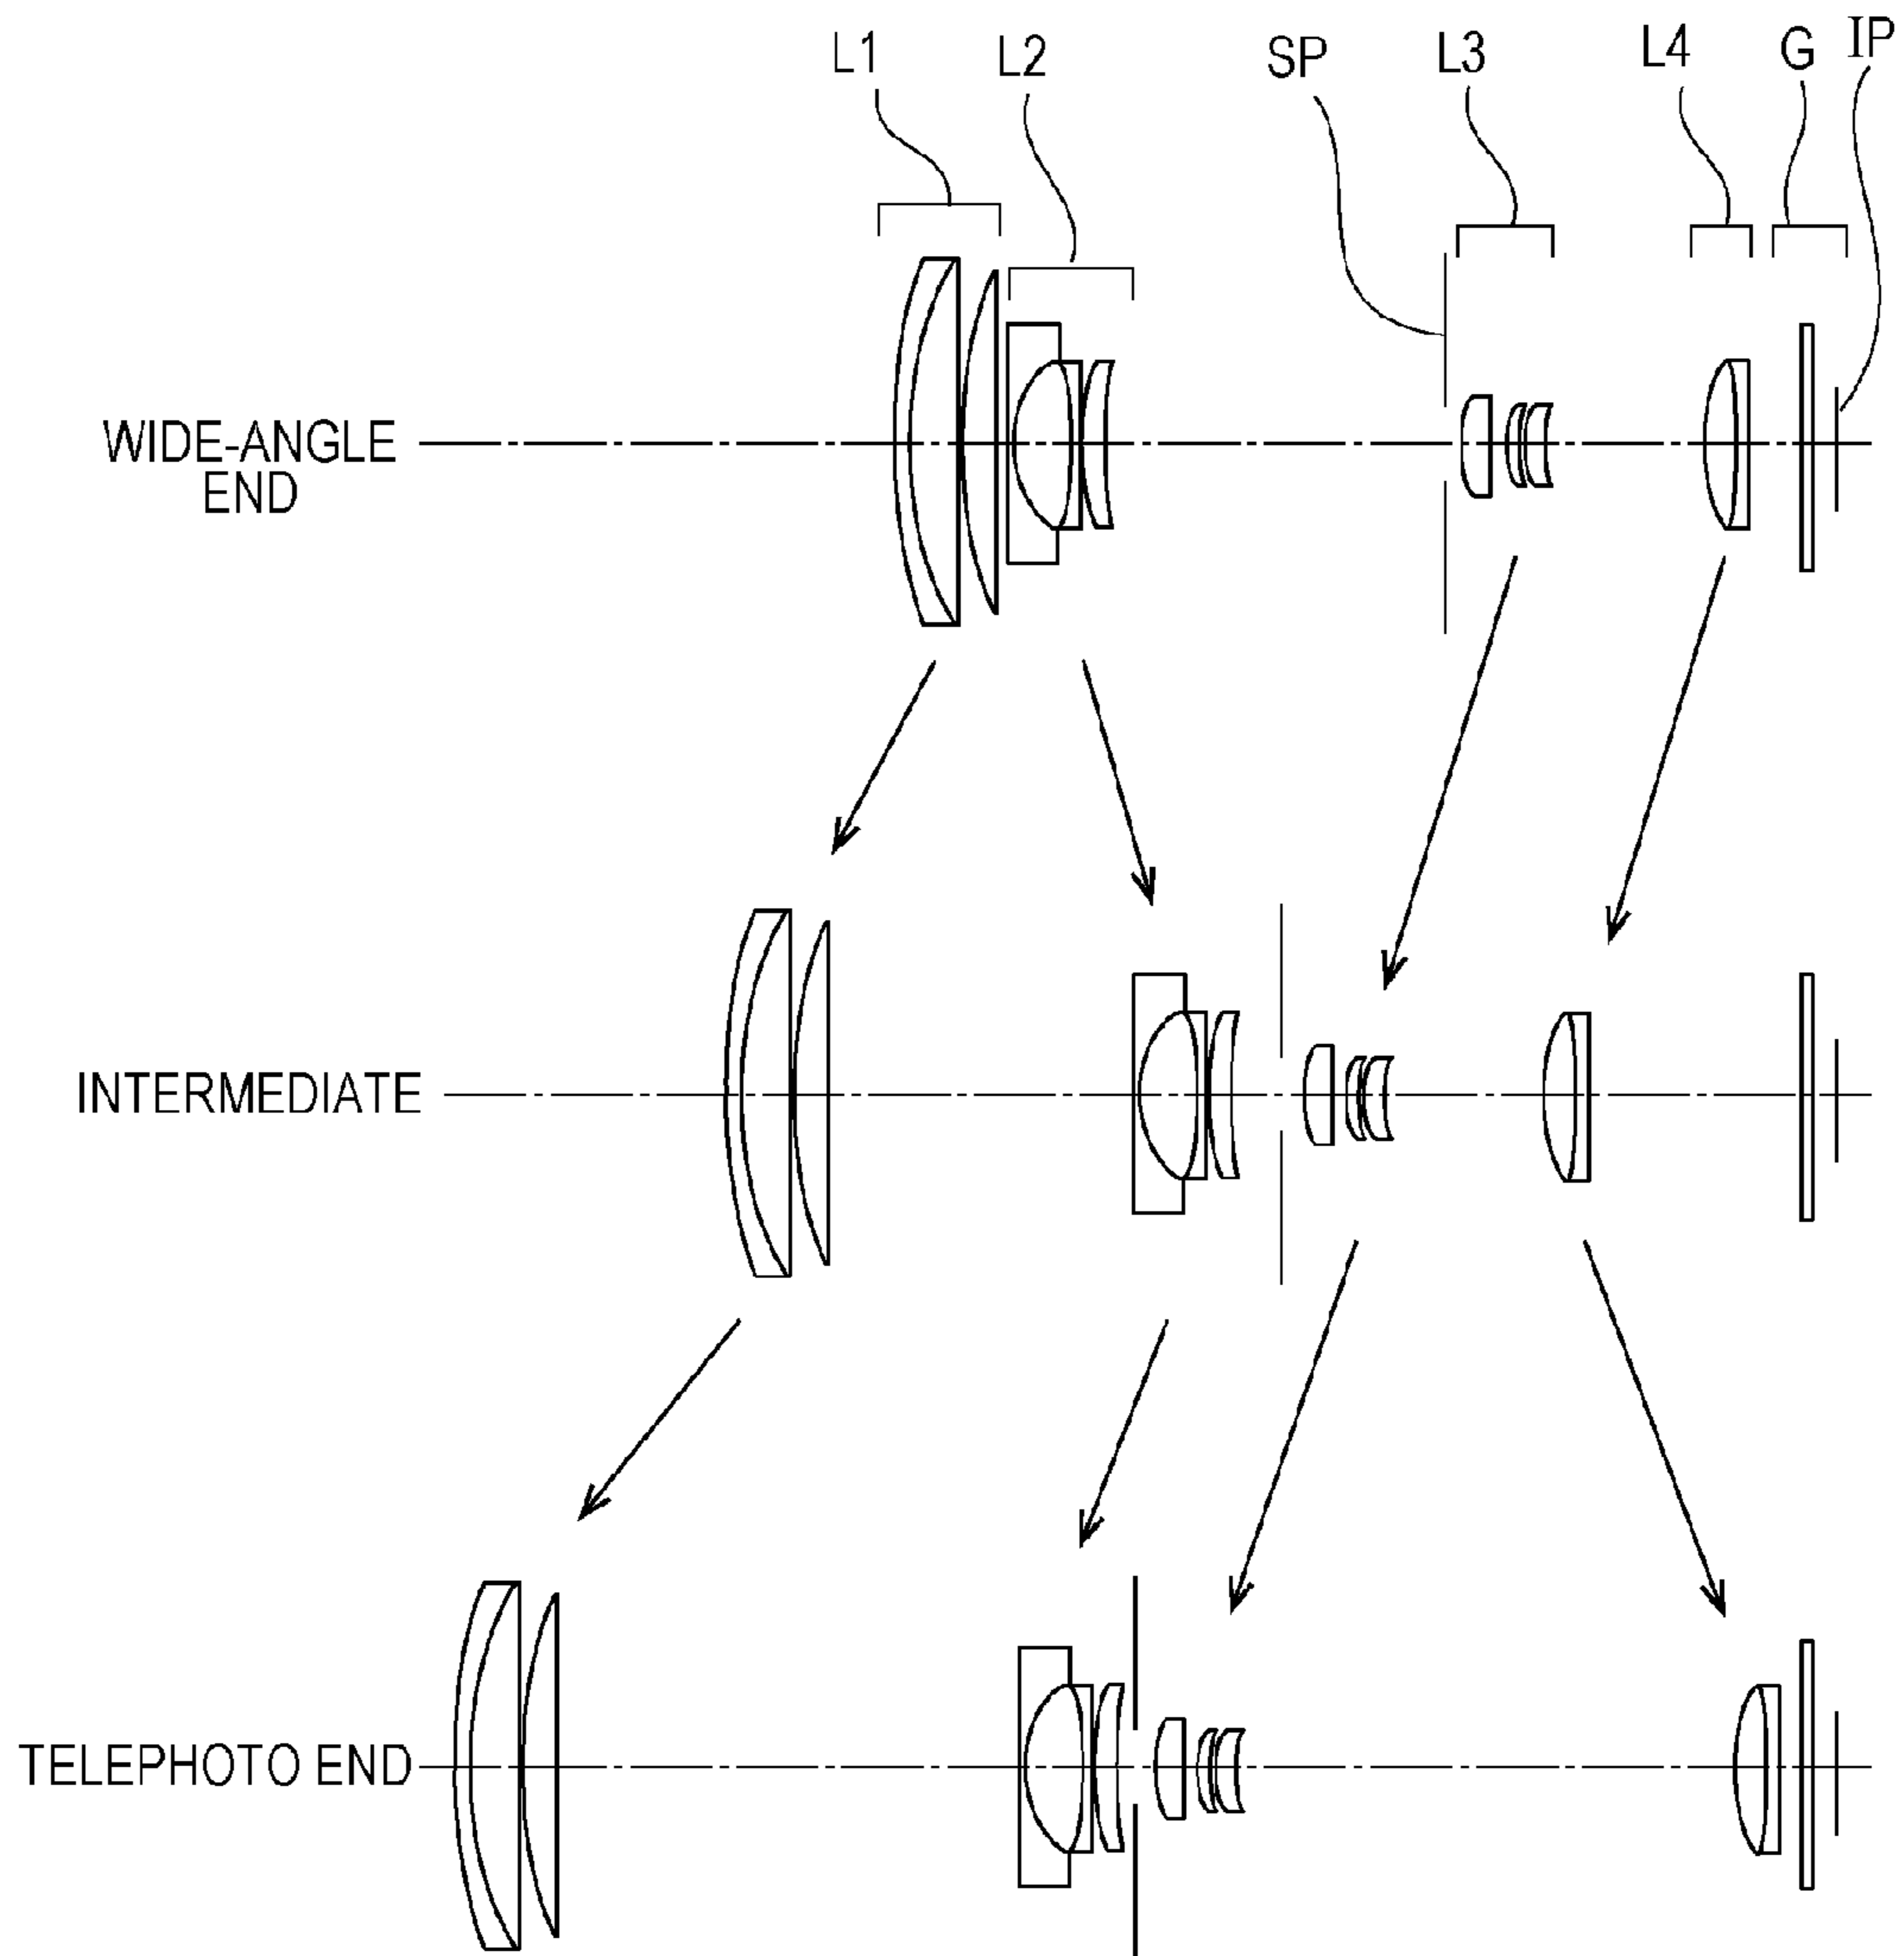 L1 L2 SP L3 L4 G IP
WIDE-ANGLE
END
INTERMEDIATE
TELEPHOTO END